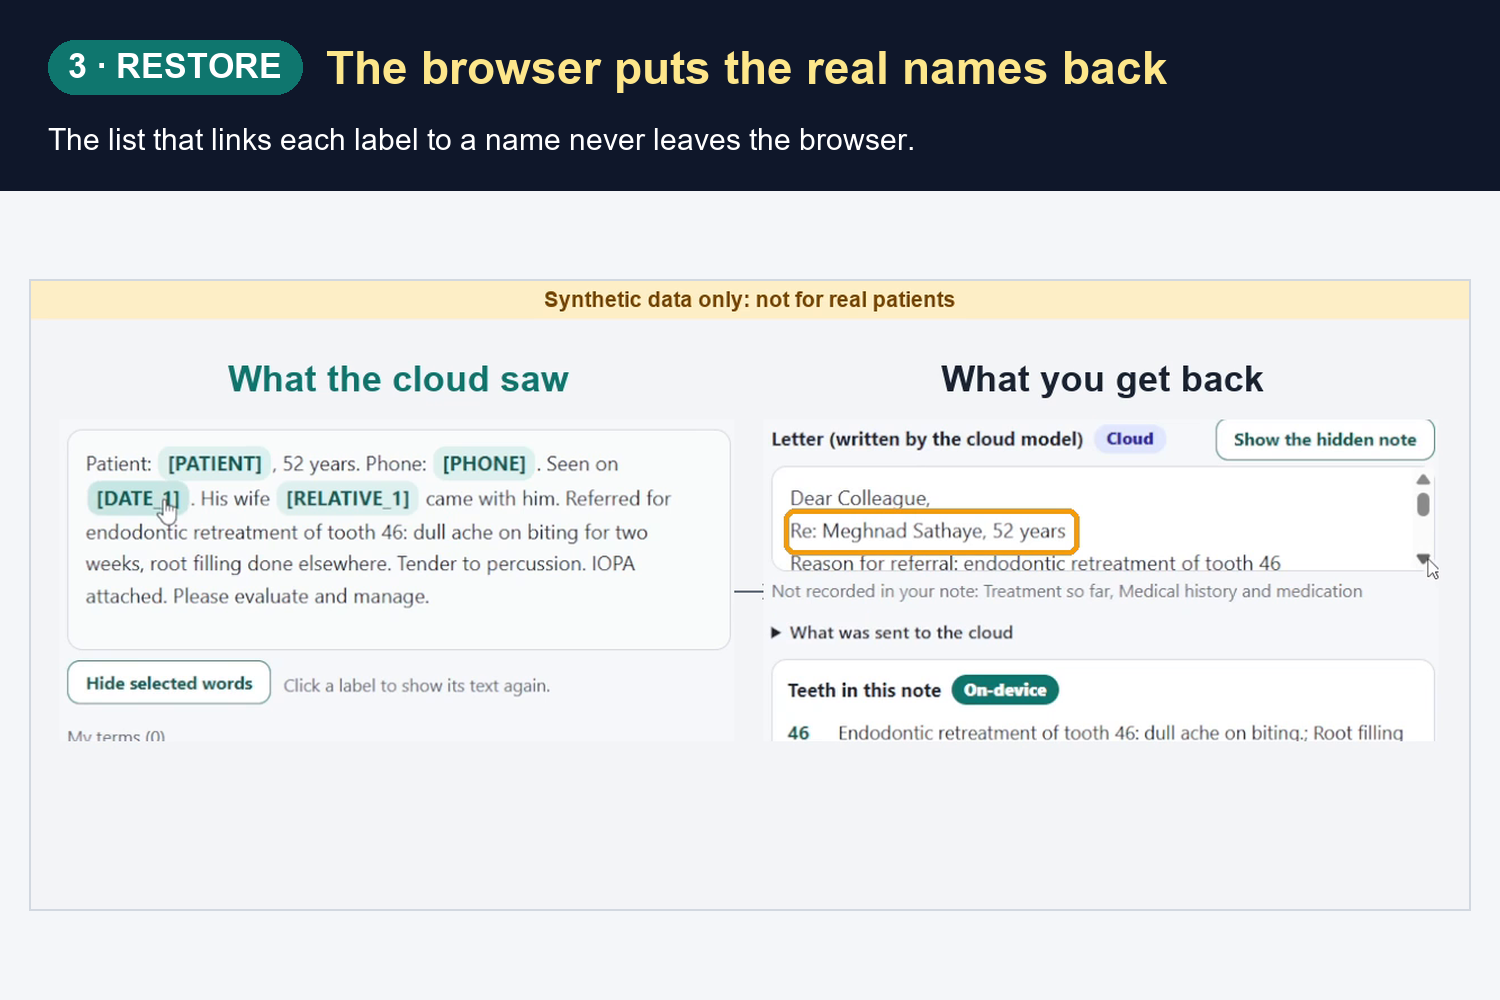 3 · RESTORE The browser puts the real names back
The list that links each label to a name never leaves the browser.
Synthetic data only: not for real patients
What the cloud saw
Patient: [PATIENT] , 52 years. Phone: [PHONE] . Seen on
[DATE_1] . His wife [RELATIVE_1] came with him. Referred for
endodontic retreatment of tooth 46: dull ache on biting for two
weeks, root filling done elsewhere. Tender to percussion. IOPA
attached. Please evaluate and manage.
Hide selected words Click a label to show its text again.
My terms (0)
What you get back
Letter (written by the cloud model) Cloud Show the hidden note
Dear Colleague,
Re: Meghnad Sathaye, 52 years
Reason for referral: endodontic retreatment of tooth 46
Not recorded in your note: Treatment so far, Medical history and medication
What was sent to the cloud
Teeth in this note On-device
46 Endodontic retreatment of tooth 46: dull ache on biting.; Root filling